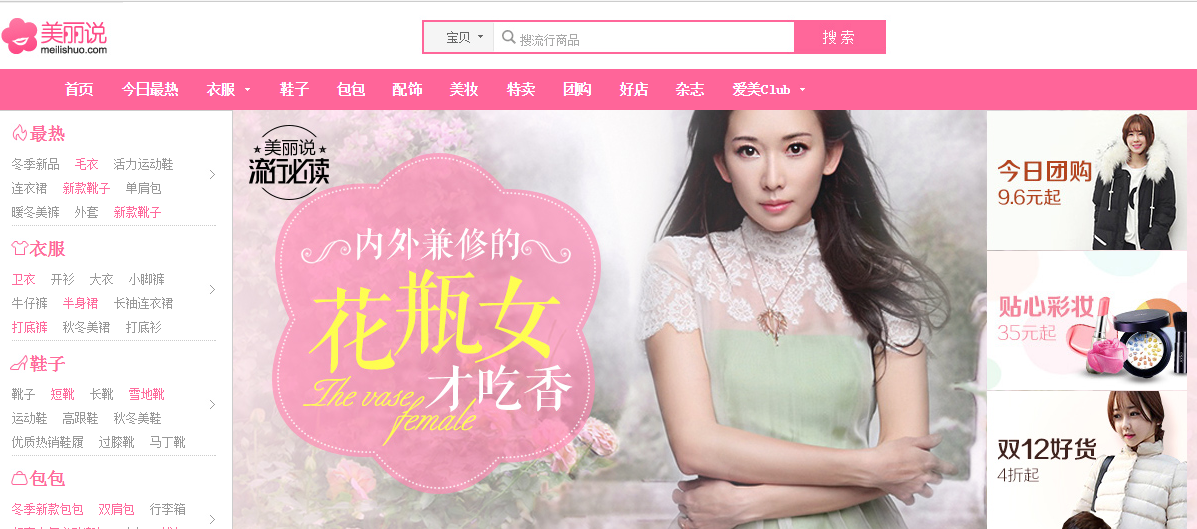 美丽说
meilishuo.com
宝贝 搜流行商品 搜索
首页 今日最热 衣服 鞋子 包包 配饰 美妆 特卖 团购 好店 杂志 爱美Club
最热
冬季新品 毛衣 活力运动鞋
连衣裙 新款靴子 单肩包
暖冬美裤 外套 新款靴子
衣服
卫衣 开衫 大衣 小脚裤
牛仔裤 半身裙 长袖连衣裙
打底裤 秋冬美裙 打底衫
鞋子
靴子 短靴 长靴 雪地靴
运动鞋 高跟鞋 秋冬美鞋
优质热销鞋履 过膝靴 马丁靴
包包
冬季新款包包 双肩包 行李箱
美丽说
流行必读
内外兼修的
花瓶女
才吃香
The vase
female
今日团购
9.6元起
贴心彩妆
35元起
双12好货
4折起